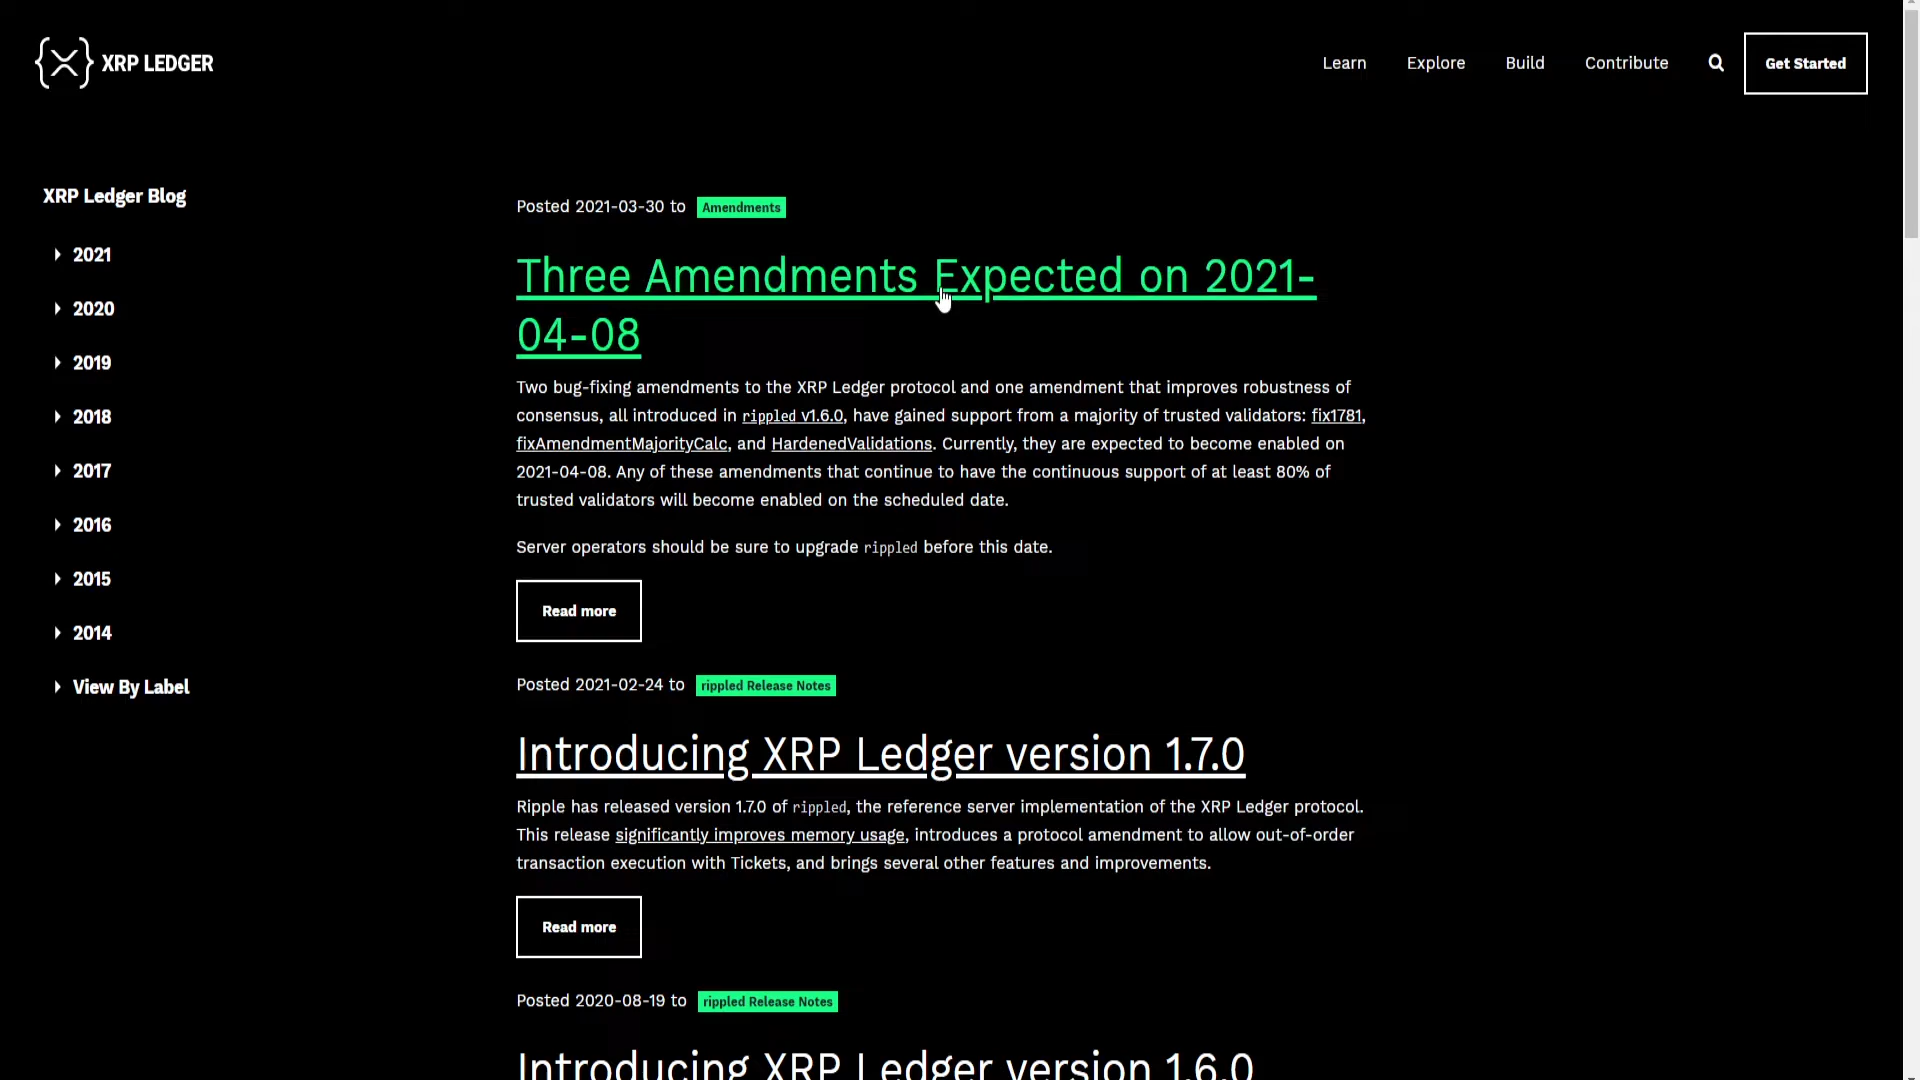 XRP LEDGER
Learn
Explore
Build
Contribute
Get Started
XRP Ledger Blog
2021
2020
2019
2018
2017
2016
2015
2014
View By Label
Posted 2021-03-30 to Amendments
Three Amendments Expected on 2021-
04-08
Two bug-fixing amendments to the XRP Ledger protocol and one amendment that improves robustness of
consensus, all introduced in rippled v1.6.0, have gained support from a majority of trusted validators: fix1781,
fixAmendmentMajorityCalc, and HardenedValidations. Currently, they are expected to become enabled on
2021-04-08. Any of these amendments that continue to have the continuous support of at least 80% of
trusted validators will become enabled on the scheduled date.
Server operators should be sure to upgrade rippled before this date.
Read more
Posted 2021-02-24 to rippled Release Notes
Introducing XRP Ledger version 1.7.0
Ripple has released version 1.7.0 of rippled, the reference server implementation of the XRP Ledger protocol.
This release significantly improves memory usage, introduces a protocol amendment to allow out-of-order
transaction execution with Tickets, and brings several other features and improvements.
Read more
Posted 2020-08-19 to rippled Release Notes
Introducing XRP Ledger version 1.6.0